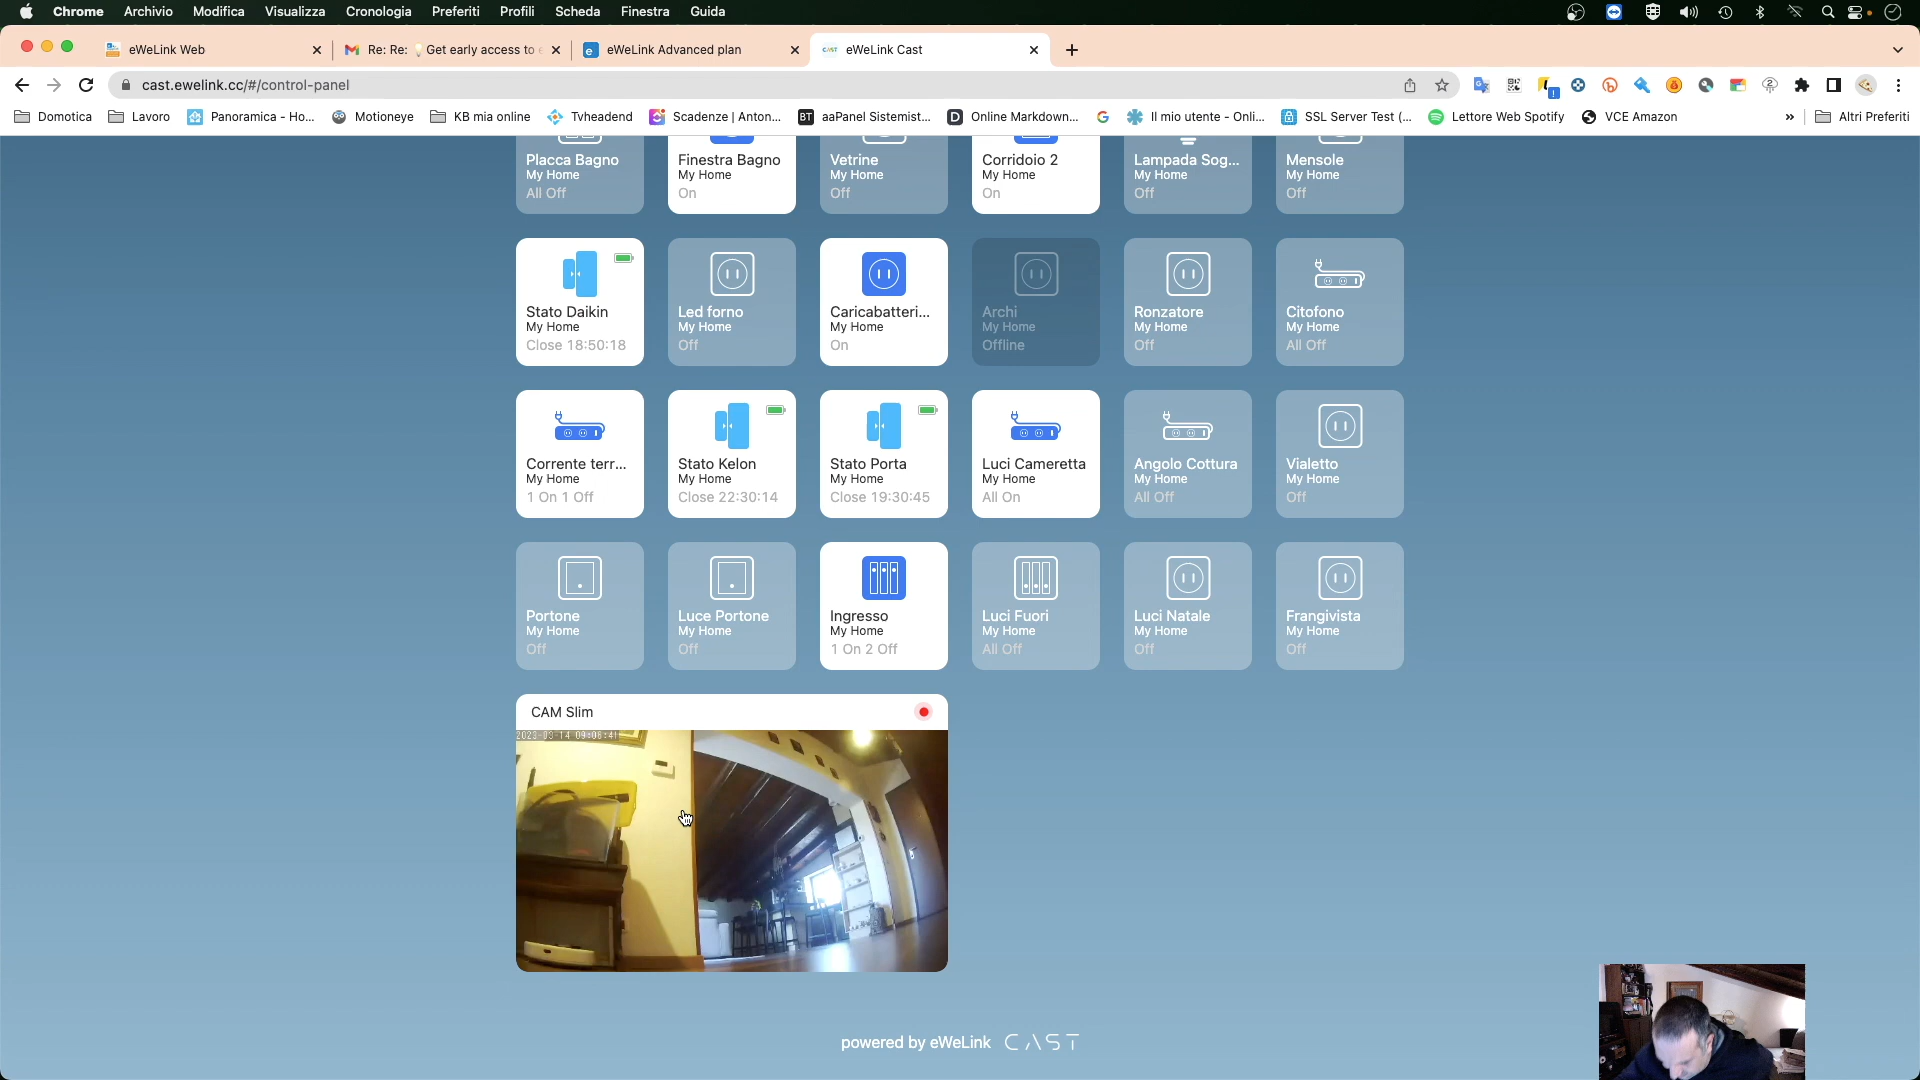 Chrome Archivio Modifica Visualizza Cronologia Preferiti Profili Scheda Finestra Guida
eWeLink Web Re: Re: Get early access to eWeLink Advanced plan CAST eWeLink Cast
cast.ewelink.cc/#/control-panel
Domotica Lavoro Panoramica - Ho... Motioneye KB mia online Tvheadend Scadenze | Anton... BT aaPanel Sistemist... D Online Markdown... G Il mio utente - Onli... SSL Server Test (... Lettore Web Spotify VCE Amazon » Altri Preferiti
Placca Bagno Finestra Bagno Vetrine Corridoio 2 Lampada Sog... Mensole
My Home My Home My Home My Home My Home My Home
All Off On Off On Off Off
Stato Daikin Led forno Caricabatteri... Archi Ronzatore Citofono
My Home My Home My Home My Home My Home My Home
Close 18:50:18 Off On Offline Off All Off
Corrente terr... Stato Kelon Stato Porta Luci Cameretta Angolo Cottura Vialetto
My Home My Home My Home My Home My Home My Home
1 On 1 Off Close 22:30:14 Close 19:30:45 All On All Off Off
Portone Luce Portone Ingresso Luci Fuori Luci Natale Frangivista
My Home My Home My Home My Home My Home My Home
Off Off 1 On 2 Off All Off Off Off
CAM Slim
2023-03-14 09:06:41
powered by eWeLink CAST